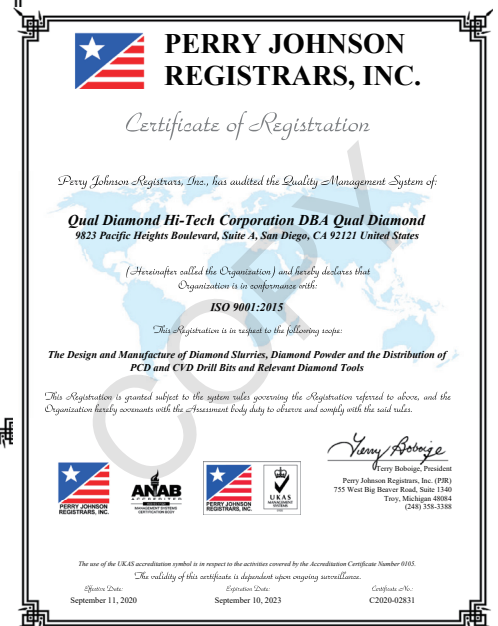 PERRY JOHNSON
REGISTRARS, INC.
Certificate of Registration
Perry Johnson Registrars, Inc., has audited the Quality Management System of:
Qual Diamond Hi-Tech Corporation DBA Qual Diamond
9823 Pacific Heights Boulevard, Suite A, San Diego, CA 92121 United States
(Hereinafter called the Organization) and hereby declares that
Organization is in conformance with:
ISO 9001:2015
This Registration is in respect to the following scope:
The Design and Manufacture of Diamond Slurries, Diamond Powder and the Distribution of
PCD and CVD Drill Bits and Relevant Diamond Tools
This Registration is granted subject to the system rules governing the Registration referred to above, and the
Organization hereby covenants with the Assessment body duty to observe and comply with the said rules.
COPY
Terry Boboige
Terry Boboige, President
Perry Johnson Registrars, Inc. (PJR)
755 West Big Beaver Road, Suite 1340
Troy, Michigan 48084
(248) 358-3388
PERRY JOHNSON
REGISTRARS, INC.
ANAB
ACCREDITED
MANAGEMENT SYSTEMS
CERTIFICATION BODY
PERRY JOHNSON
REGISTRARS, INC.
UKAS
MANAGEMENT
SYSTEMS
The use of the UKAS accreditation symbol is in respect to the activities covered by the Accreditation Certificate Number 0105.
The validity of this certificate is dependent upon ongoing surveillance.
Effective Date: Expiration Date: Certificate No.:
September 11, 2020 September 10, 2023 C2020-02831